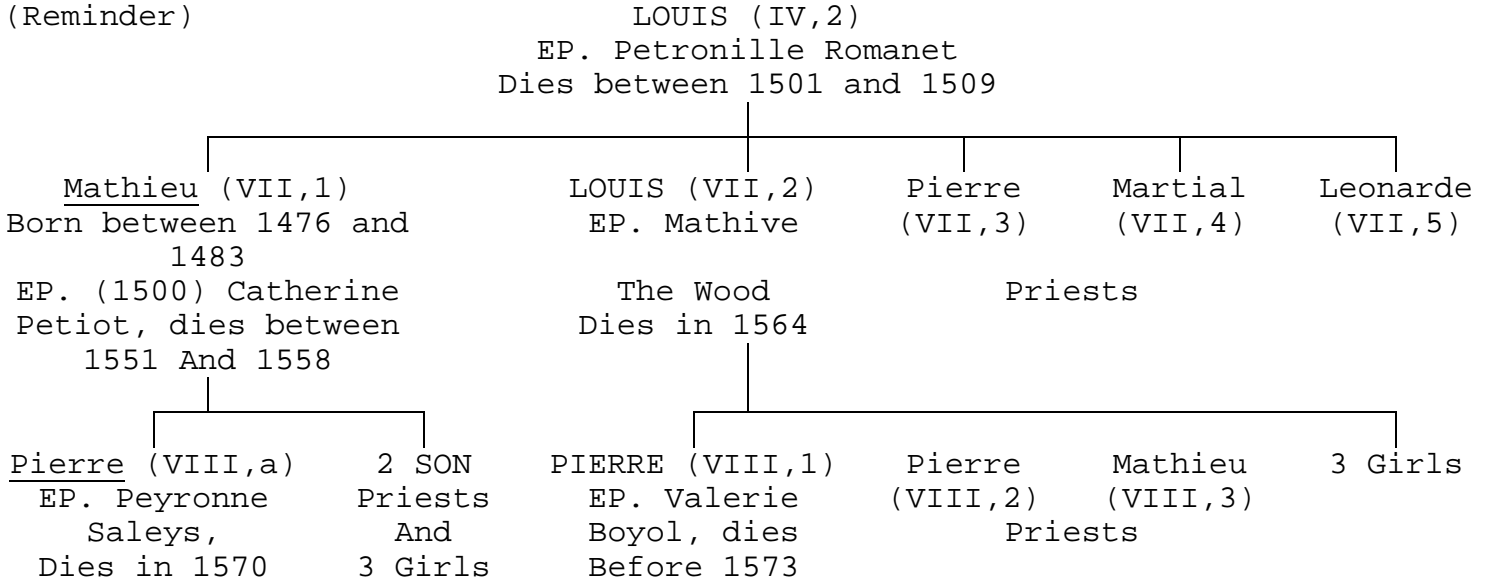 (Reminder) LOUIS (IV,2)
EP. Petronille Romanet
Dies between 1501 and 1509
Mathieu (VII,1) LOUIS (VII,2) Pierre Martial Leonarde
Born between 1476 and EP. Mathive (VII,3) (VII,4) (VII,5)
1483
EP. (1500) Catherine The Wood Priests
Petiot, dies between Dies in 1564
1551 And 1558
Pierre (VIII,a) 2 SON PIERRE (VIII,1) Pierre Mathieu 3 Girls
EP. Peyronne Priests EP. Valerie (VIII,2) (VIII,3)
Saleys, And Boyol, dies Priests
Dies in 1570 3 Girls Before 1573